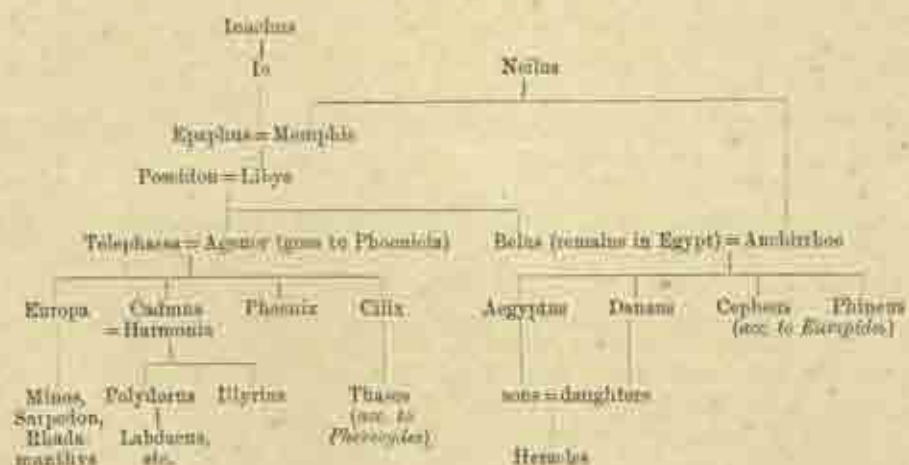 Inachus
Io
Neilus
Epaphus = Memphis
Poseidon = Libya
Telephassa = Agenor (goes to Phoenicia)
Belus (remains in Egypt) = Anchirrhoe
Europa Cadmus Phoenix Cilix Aegyptus Danaus Cepheus Phineus
= Harmonia
(acc. to Euripides)
Minos, Polydorus Illyrius Thasos sons = daughters
Sarpedon,
(acc. to
Rhada
Labdacus,
Pherecydes)
manthys
etc.
Heracles